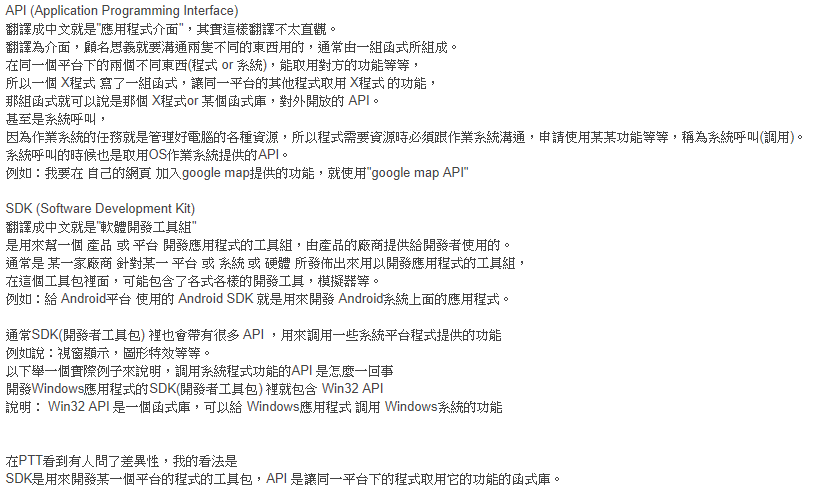 API (Application Programming Interface)
翻譯成中文就是"應用程式介面"，其實這樣翻譯不太直觀。
翻譯為介面，顧名思義就要溝通兩隻不同的東西用的，通常由一組函式所組成。
在同一個平台下的兩個不同東西(程式 or 系統)，能取用對方的功能等等，
所以一個 X程式 寫了一組函式，讓同一平台的其他程式取用 X程式 的功能，
那組函式就可以說是那個 X程式or 某個函式庫，對外開放的 API。
甚至是系統呼叫，
因為作業系統的任務就是管理好電腦的各種資源，所以程式需要資源時必須跟作業系統溝通，申請使用某某功能等等，稱為系統呼叫(調用)。
系統呼叫的時候也是取用OS作業系統提供的API。
例如：我要在 自己的網頁 加入google map提供的功能，就使用"google map API"
SDK (Software Development Kit)
翻譯成中文就是"軟體開發工具組"
是用來幫一個 產品 或 平台 開發應用程式的工具組，由產品的廠商提供給開發者使用的。
通常是 某一家廠商 針對某一 平台 或 系統 或 硬體 所發佈出來用以開發應用程式的工具組，
在這個工具包裡面，可能包含了各式各樣的開發工具，模擬器等。
例如：給 Android平台 使用的 Android SDK 就是用來開發 Android系統上面的應用程式。
通常SDK(開發者工具包) 裡也會帶有很多 API ，用來調用一些系統平台程式提供的功能
例如說：視窗顯示，圖形特效等等。
以下舉一個實際例子來說明，調用系統程式功能的API 是怎麼一回事
開發Windows應用程式的SDK(開發者工具包) 裡就包含 Win32 API
說明： Win32 API 是一個函式庫，可以給 Windows應用程式 調用 Windows系統的功能
在PTT看到有人問了差異性，我的看法是
SDK是用來開發某一個平台的程式的工具包，API 是讓同一平台下的程式取用它的功能的函式庫。